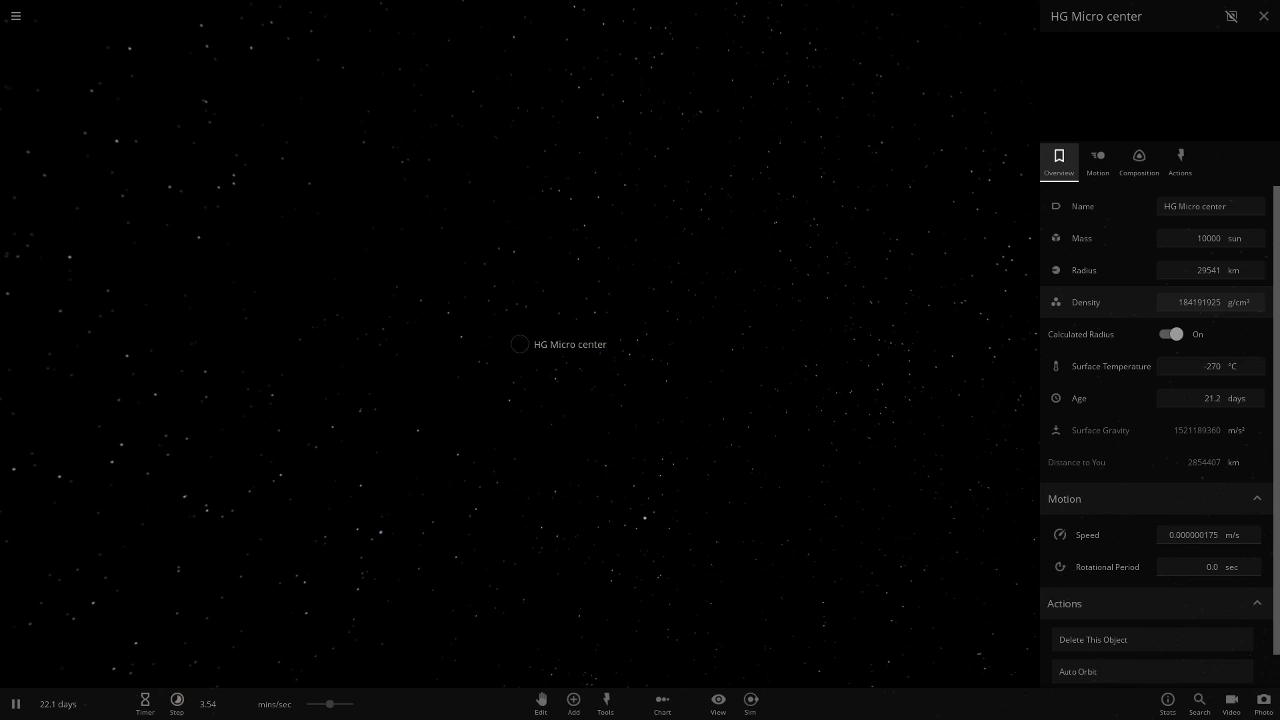 HG Micro center
Overview Motion Composition Actions
Name HG Micro center
Mass 10000 sun
Radius 29541 km
Density 184191925 g/cm³
Calculated Radius On
HG Micro center
Surface Temperature -270 °C
Age 21.2 days
Surface Gravity 1521189360 m/s²
Distance to You 2854407 km
Motion
Speed 0.000000175 m/s
Rotational Period 0.0 sec
Actions
Delete This Object
Auto Orbit
22.1 days Timer Step 3.54 mins/sec Edit Add Tools Chart View Sim Stats Search Video Photo